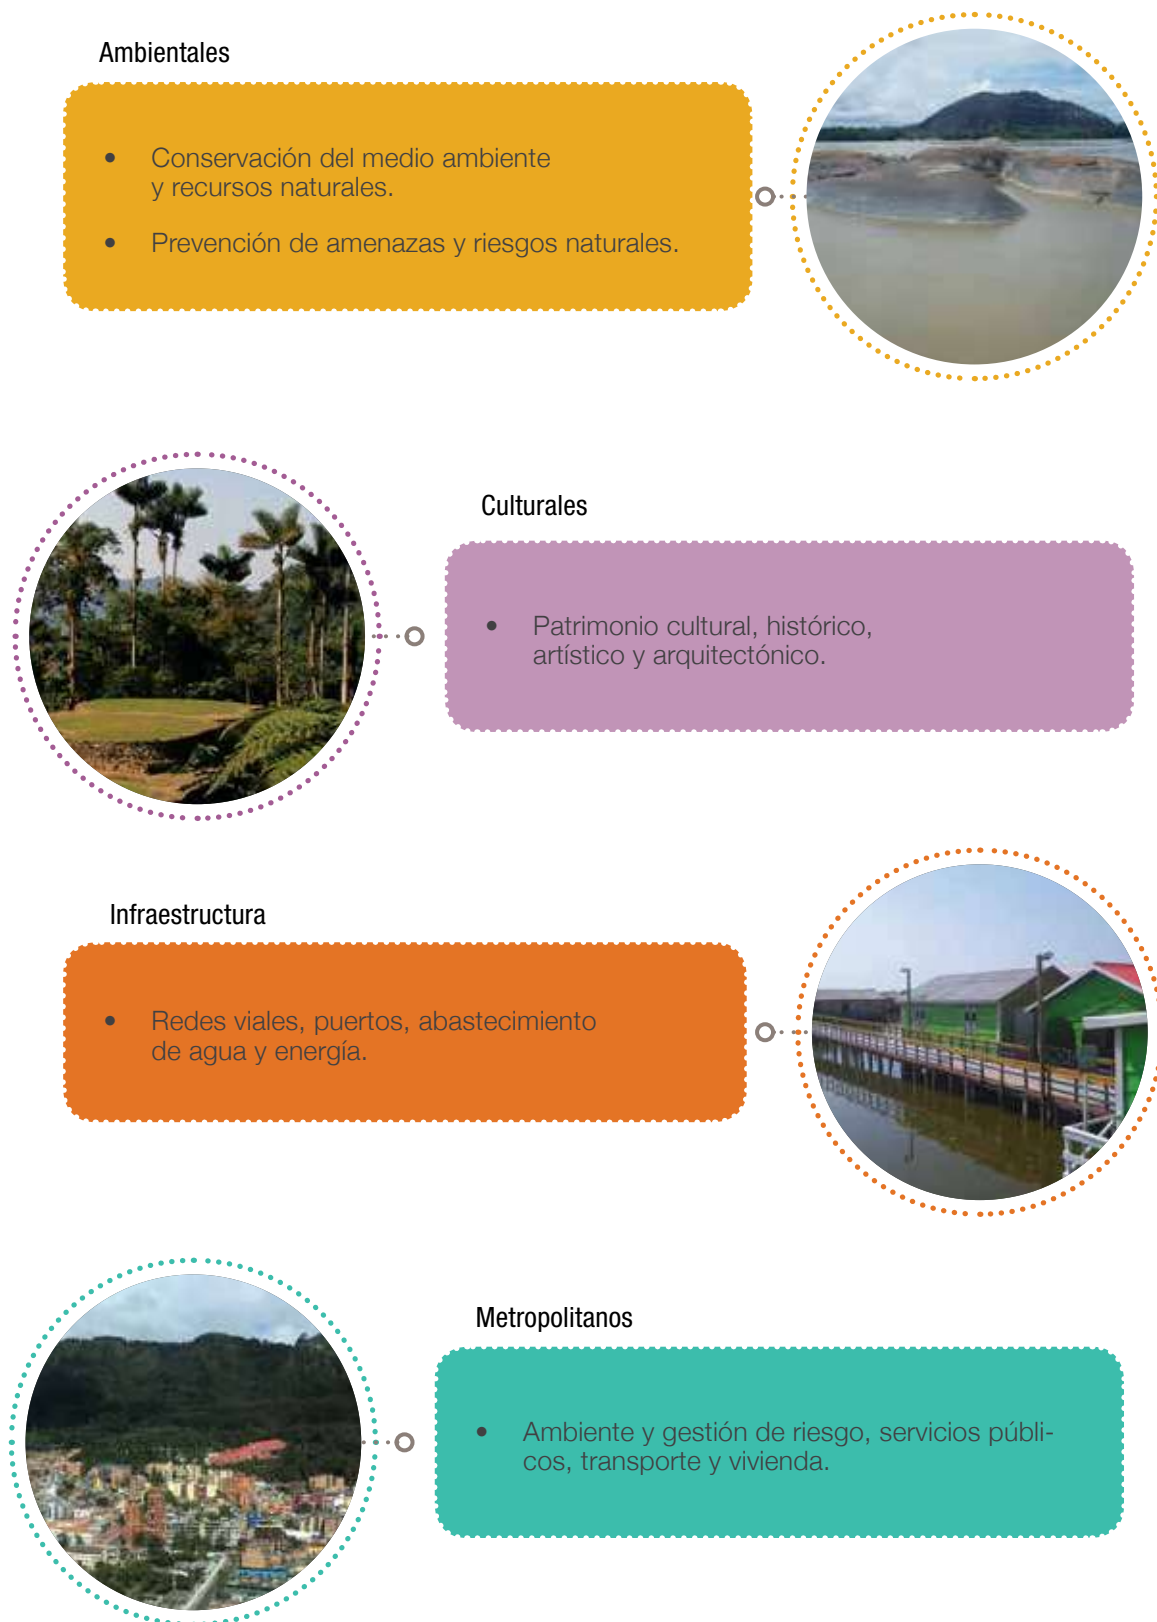 Ambientales
• Conservación del medio ambiente
y recursos naturales.
• Prevención de amenazas y riesgos naturales.
Culturales
• Patrimonio cultural, histórico,
artístico y arquitectónico.
Infraestructura
• Redes viales, puertos, abastecimiento
de agua y energía.
Metropolitanos
• Ambiente y gestión de riesgo, servicios públi-
cos, transporte y vivienda.